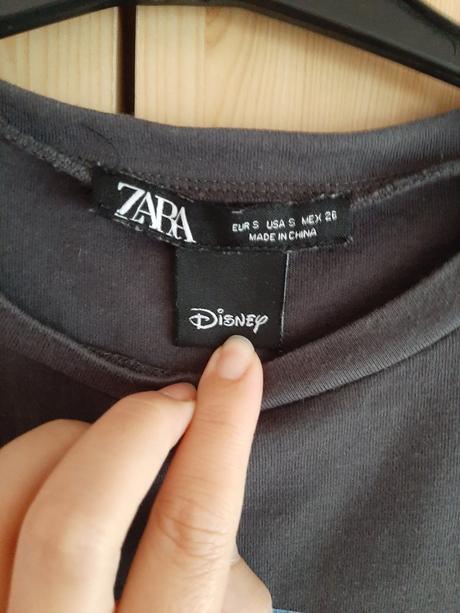 ZARA
EUR S USA S MEX 26
MADE IN CHINA
Disney